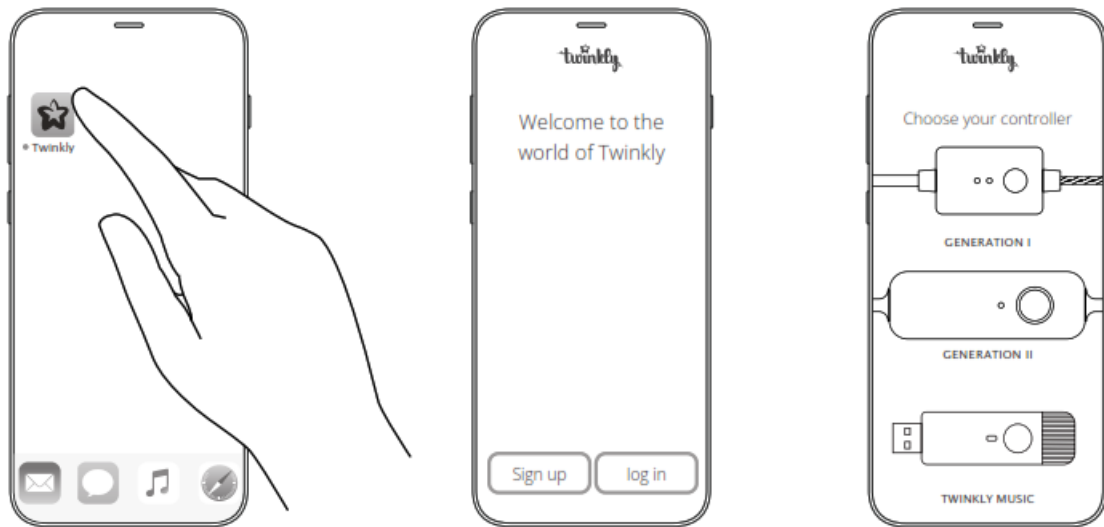 Twinkly
twinkly
Welcome to the
world of Twinkly
Sign up
log in
twinkly
Choose your controller
GENERATION I
GENERATION II
TWINKLY MUSIC